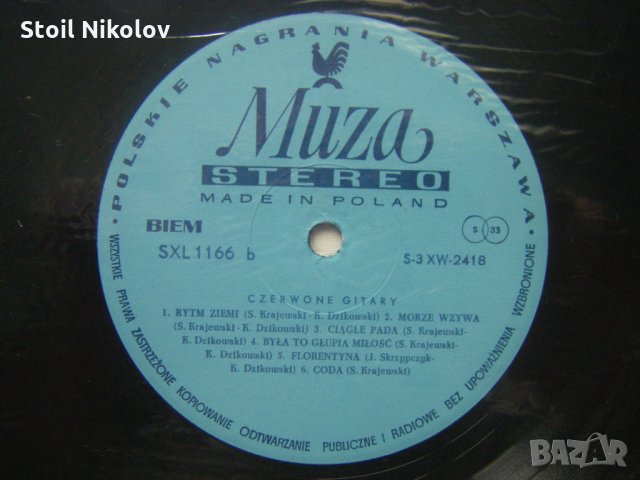 Stoil Nikolov
• POLSKIE NAGRANIA WARSZAWA •
Muza
STEREO
MADE IN POLAND
BIEM
SXL 1166 b
S 33
S-3 XW-2418
CZERWONE GITARY
1. RYTM ZIEMI (S. Krajewski- K. Dzikowski) 2. MORZE WZYWA
(S. Krajewski- K. Dzikowski) 3. CIĄGLE PADA (S. Krajewski-
K. Dzikowski) 4. BYŁA TO GŁUPIA MIŁOŚĆ (S. Krajewski-
K. Dzikowski) 5. FLORENTYNA (J. Skrzypczyk-
K. Dzikowski) 6. CODA (S. Krajewski)
WSZYSTKIE PRAWA ZASTRZEŻONE KOPIOWANIE ODTWARZANIE PUBLICZNE I RADIOWE BEZ UPOWAŻNIENIA WZBRONIONE
BAZAR